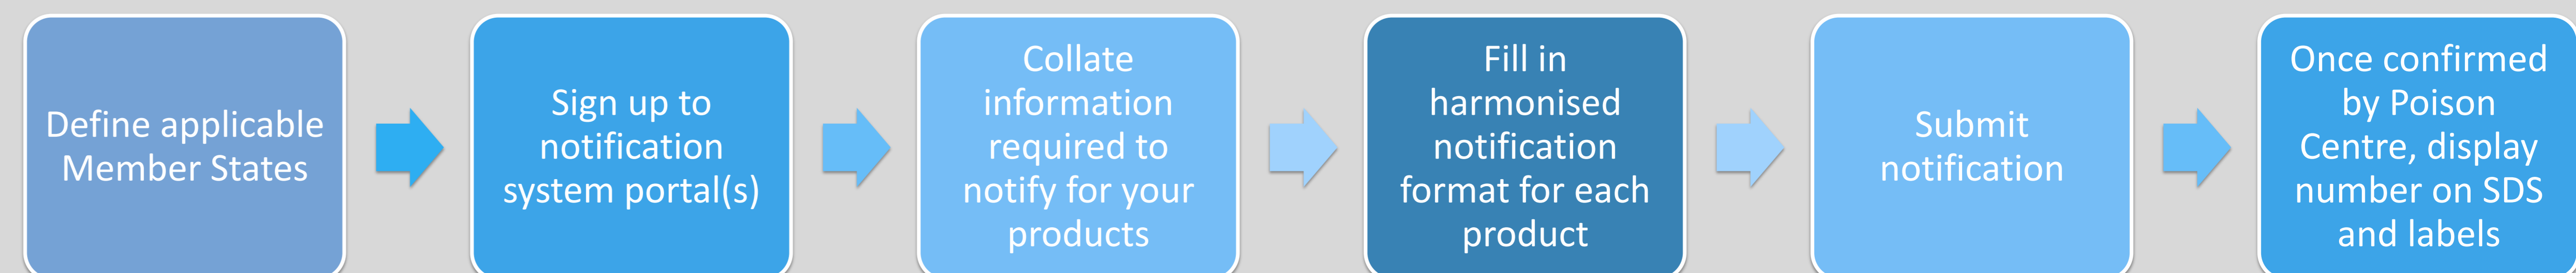 Define applicable
Member States
Sign up to
notification
system portal(s)
Collate
information
required to
notify for your
products
Fill in
harmonised
notification
format for each
product
Submit
notification
Once confirmed
by Poison
Centre, display
number on SDS
and labels